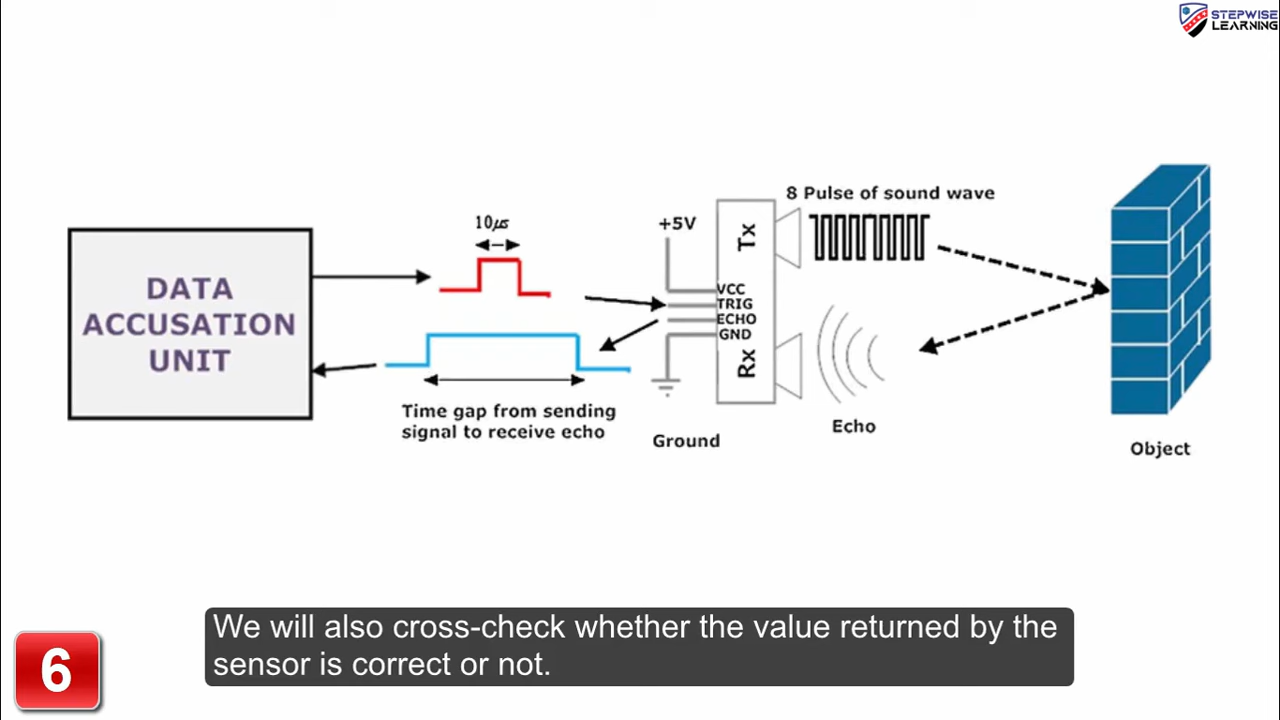 STEPWISE
LEARNING
8 Pulse of sound wave
10μs
+5V
Tx
DATA
ACCUSATION
UNIT
VCC
TRIG
ECHO
GND
Rx
Time gap from sending
signal to receive echo
Ground
Echo
Object
We will also cross-check whether the value returned by the
sensor is correct or not.
6